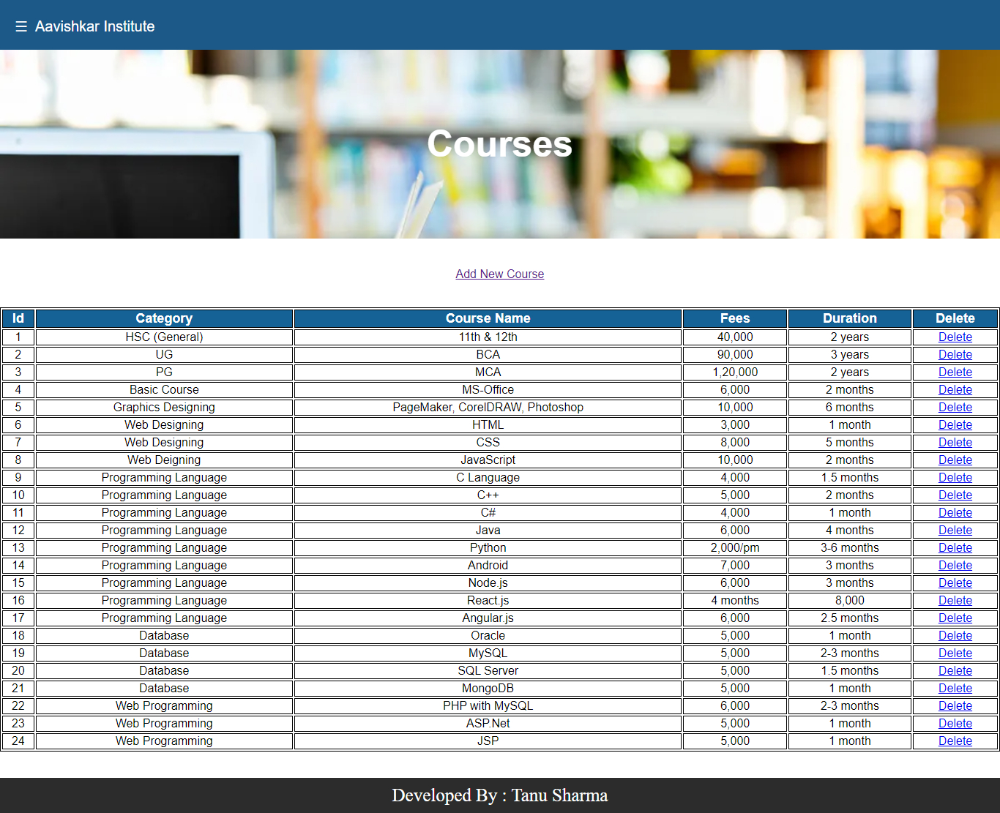 ☰ Aavishkar Institute
Courses
Add New Course
Id Category Course Name Fees Duration Delete
1 HSC (General) 11th & 12th 40,000 2 years Delete
2 UG BCA 90,000 3 years Delete
3 PG MCA 1,20,000 2 years Delete
4 Basic Course MS-Office 6,000 2 months Delete
5 Graphics Designing PageMaker, CorelDRAW, Photoshop 10,000 6 months Delete
6 Web Designing HTML 3,000 1 month Delete
7 Web Designing CSS 8,000 5 months Delete
8 Web Deigning JavaScript 10,000 2 months Delete
9 Programming Language C Language 4,000 1.5 months Delete
10 Programming Language C++ 5,000 2 months Delete
11 Programming Language C# 4,000 1 month Delete
12 Programming Language Java 6,000 4 months Delete
13 Programming Language Python 2,000/pm 3-6 months Delete
14 Programming Language Android 7,000 3 months Delete
15 Programming Language Node.js 6,000 3 months Delete
16 Programming Language React.js 4 months 8,000 Delete
17 Programming Language Angular.js 6,000 2.5 months Delete
18 Database Oracle 5,000 1 month Delete
19 Database MySQL 5,000 2-3 months Delete
20 Database SQL Server 5,000 1.5 months Delete
21 Database MongoDB 5,000 1 month Delete
22 Web Programming PHP with MySQL 6,000 2-3 months Delete
23 Web Programming ASP.Net 5,000 1 month Delete
24 Web Programming JSP 5,000 1 month Delete
Developed By : Tanu Sharma